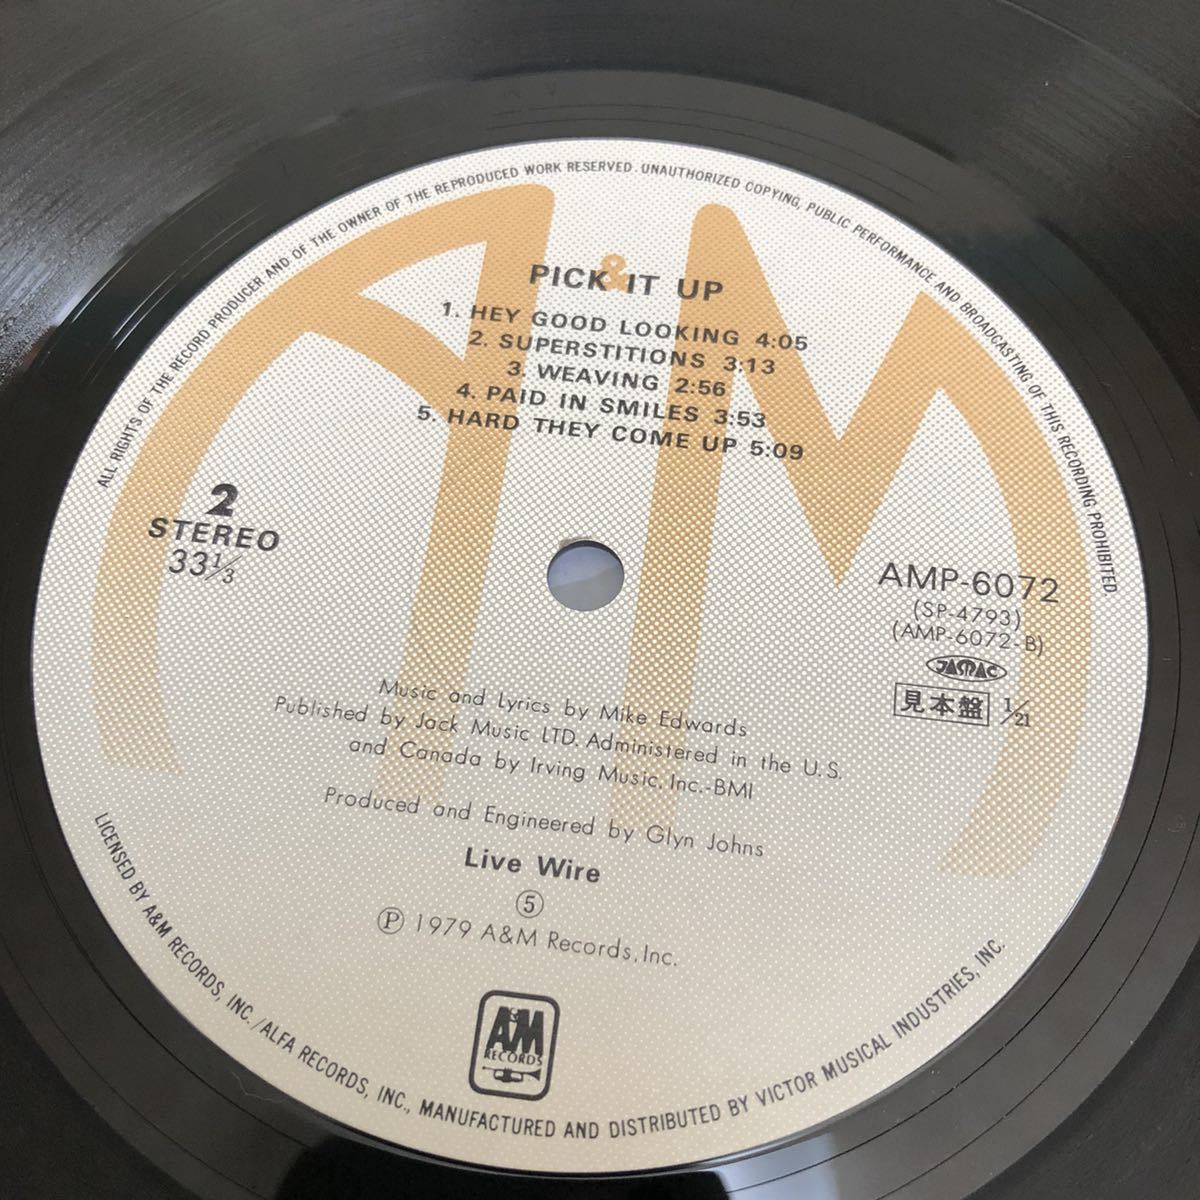 ALL RIGHTS OF THE RECORD PRODUCER AND OF THE OWNER OF THE REPRODUCED WORK RESERVED. UNAUTHORIZED COPYING, PUBLIC PERFORMANCE AND BROADCASTING OF THIS RECORDING PROHIBITED
&
PICK IT UP
1. HEY GOOD LOOKING 4:05
2. SUPERSTITIONS 3:13
3. WEAVING 2:56
4. PAID IN SMILES 3:53
5. HARD THEY COME UP 5:09
2
STEREO
33⅓
AMP-6072
(SP-4793)
(AMP-6072-B)
JASRAC
見本盤 1/21
Music and Lyrics by Mike Edwards
Published by Jack Music LTD. Administered in the U.S.
and Canada by Irving Music, Inc.-BMI
Produced and Engineered by Glyn Johns
Live Wire
⑤
Ⓟ 1979 A&M Records, Inc.
A&M
RECORDS
LICENSED BY A&M RECORDS, INC./ALFA RECORDS, INC., MANUFACTURED AND DISTRIBUTED BY VICTOR MUSICAL INDUSTRIES, INC.